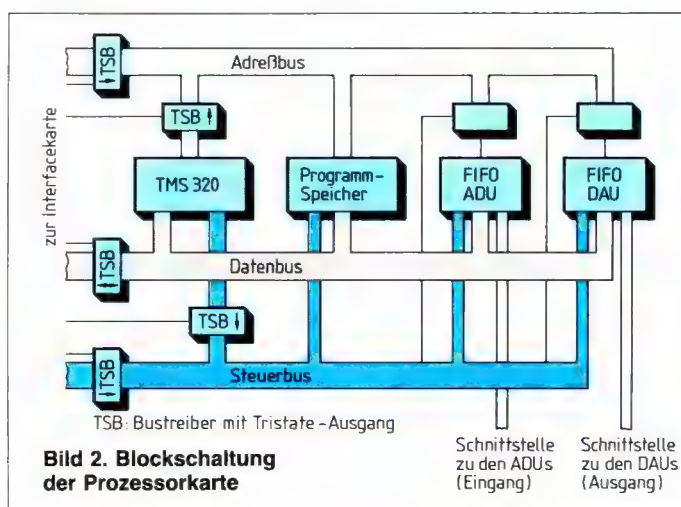 TSB
Adreßbus
TSB
zur Interfacekarte
TMS 320
Programm-
Speicher
FIFO
ADU
FIFO
DAU
TSB
Datenbus
TSB
TSB
Steuerbus
TSB: Bustreiber mit Tristate-Ausgang
Bild 2. Blockschaltung
der Prozessorkarte
Schnittstelle
zu den ADUs
(Eingang)
Schnittstelle
zu den DAUs
(Ausgang)